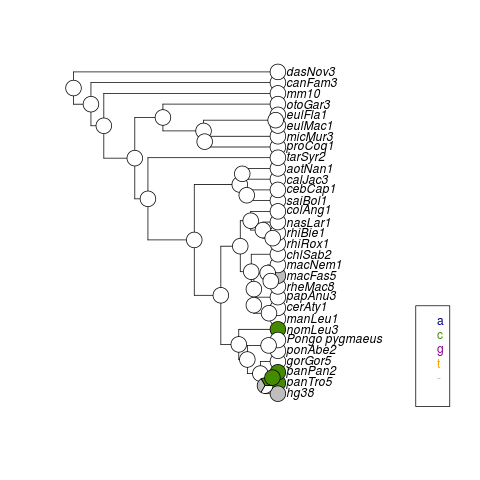 dasNov3
canFam3
mm10
otoGar3
eulFla1
eulMac1
micMur3
proCoq1
tarSyr2
aotNan1
calJac3
cebCap1
saiBol1
colAng1
nasLar1
rhiBie1
rhiRox1
chlSab2
macNem1
macFas5
rheMac8
papAnu3
cerAty1
manLeu1
nomLeu3
Pongo pygmaeus
ponAbe2
gorGor5
panPan2
panTro5
hg38
a
c
g
t
-